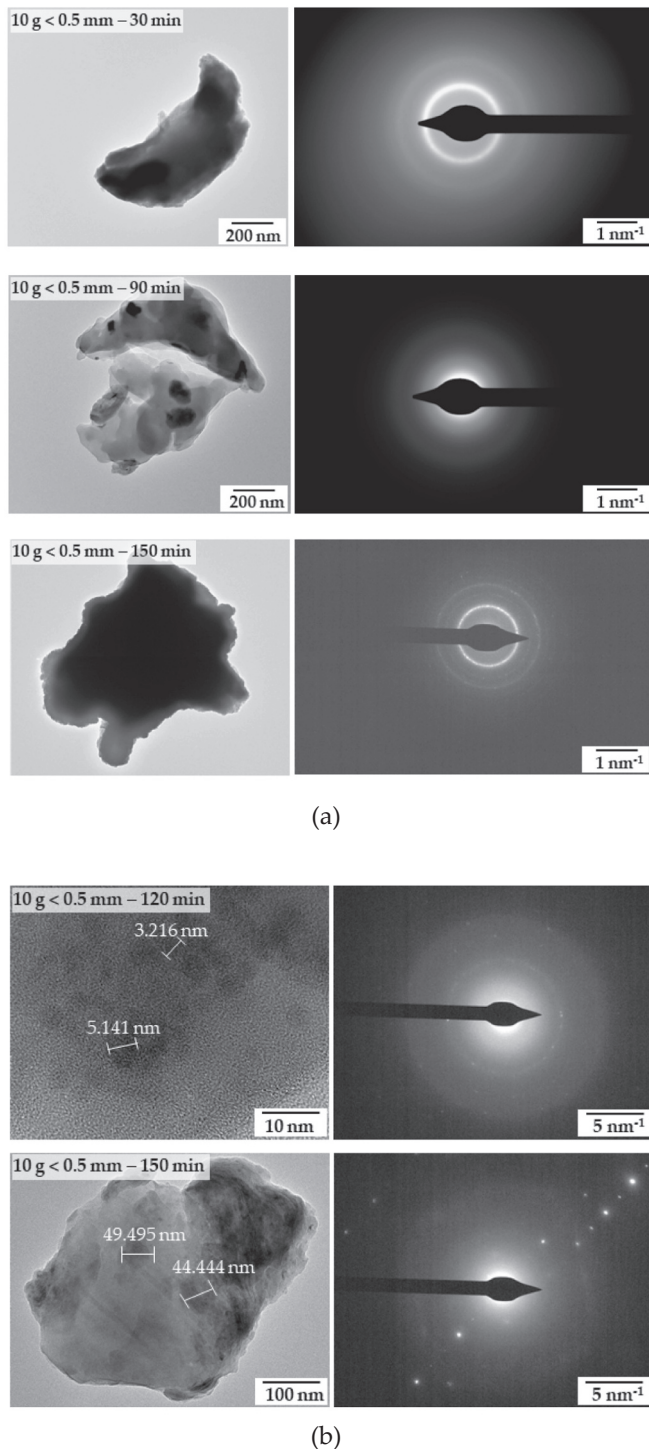 10 g < 0.5 mm – 30 min
200 nm
1 nm⁻¹
10 g < 0.5 mm – 90 min
200 nm
1 nm⁻¹
10 g < 0.5 mm – 150 min
200 nm
1 nm⁻¹
(a)
10 g < 0.5 mm – 120 min
3.216 nm
5.141 nm
10 nm
5 nm⁻¹
10 g < 0.5 mm – 150 min
49.495 nm
44.444 nm
100 nm
5 nm⁻¹
(b)